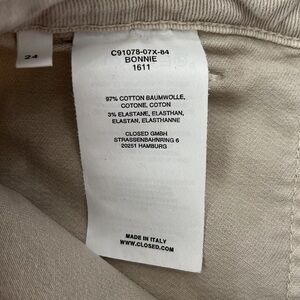 24
C91078-07X-84
BONNIE
1611
97% COTTON BAUMWOLLE,
COTONE, COTON
3% ELASTANE, ELASTHAN,
ELASTAN, ELASTHANNE
CLOSED GMBH
STRASSENBAHNRING 6
20251 HAMBURG
MADE IN ITALY
WWW.CLOSED.COM